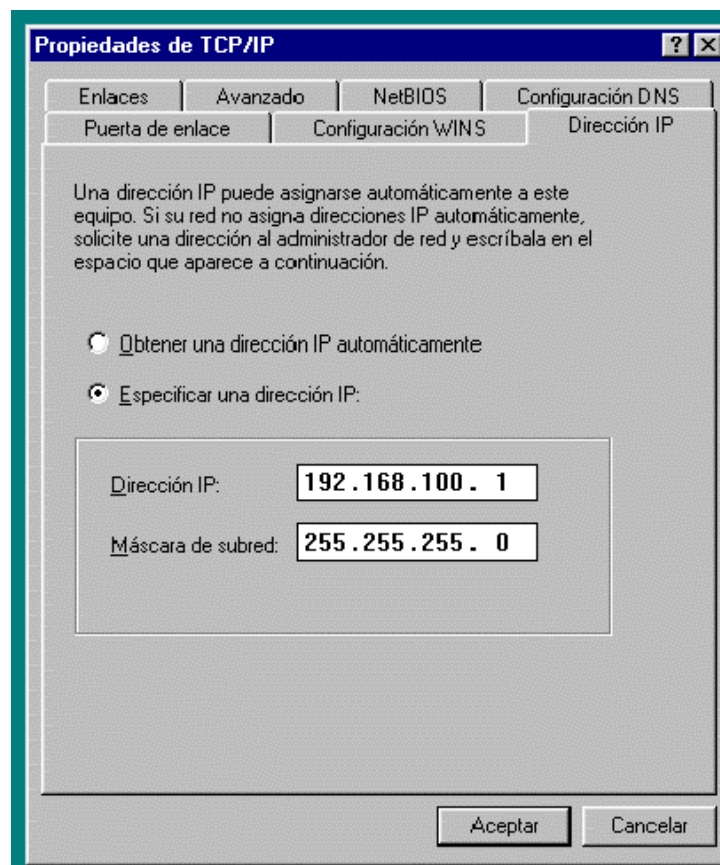 Propiedades de TCP/IP
Enlaces Avanzado NetBIOS Configuración DNS
Puerta de enlace Configuración WINS Dirección IP
Una dirección IP puede asignarse automáticamente a este
equipo. Si su red no asigna direcciones IP automáticamente,
solicite una dirección al administrador de red y escríbala en el
espacio que aparece a continuación.
Obtener una dirección IP automáticamente
Especificar una dirección IP:
Dirección IP: 192.168.100. 1
Máscara de subred: 255.255.255. 0
Aceptar Cancelar